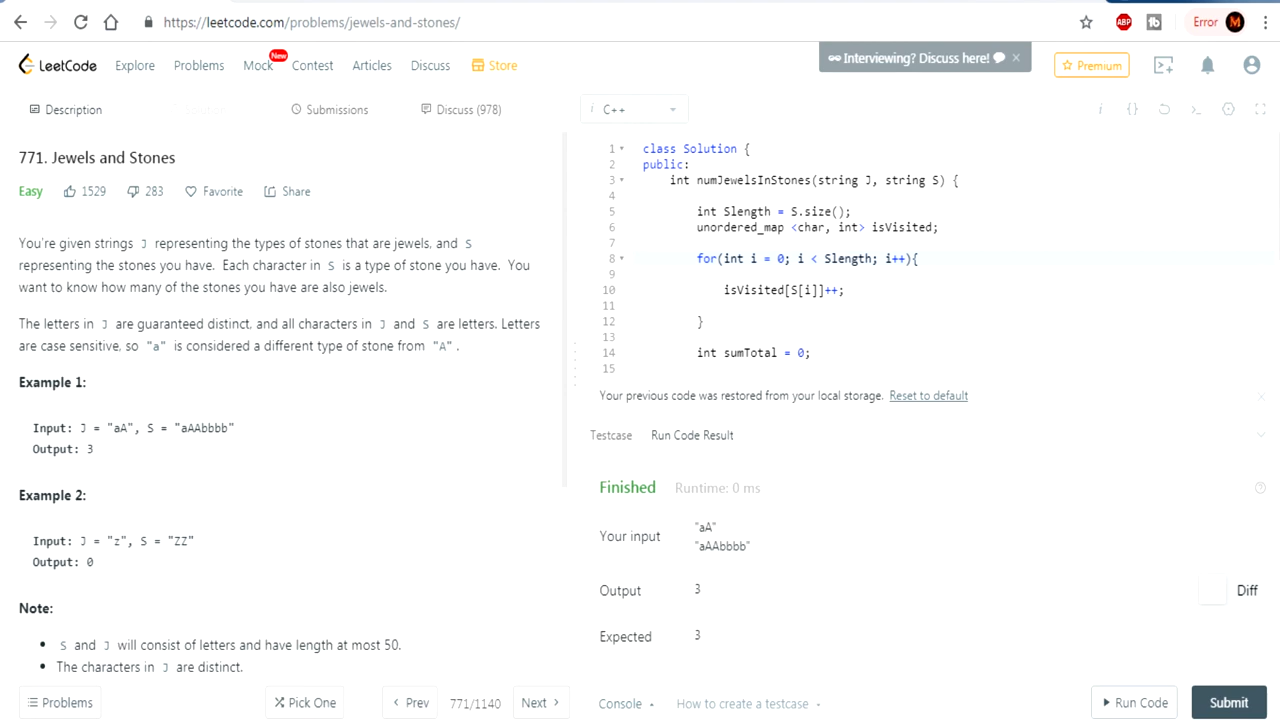 https://leetcode.com/problems/jewels-and-stones/
ABP
Error M
LeetCode Explore Problems Mock New Contest Articles Discuss Store
Interviewing? Discuss here! ×
Premium
Description
Submissions
Discuss (978)
i C++
771. Jewels and Stones
Easy 1529 283 Favorite Share
You're given strings J representing the types of stones that are jewels, and S
representing the stones you have. Each character in S is a type of stone you have. You
want to know how many of the stones you have are also jewels.
The letters in J are guaranteed distinct, and all characters in J and S are letters. Letters
are case sensitive, so "a" is considered a different type of stone from "A".
Example 1:
Input: J = "aA", S = "aAAbbbb"
Output: 3
Example 2:
Input: J = "z", S = "ZZ"
Output: 0
Note:
• S and J will consist of letters and have length at most 50.
• The characters in J are distinct.
Problems
Pick One
Prev
771/1140
Next
1 class Solution {
2 public:
3 int numJewelsInStones(string J, string S) {
4
5 int Slength = S.size();
6 unordered_map <char, int> isVisited;
7
8 for(int i = 0; i < Slength; i++){
9
10 isVisited[S[i]]++;
11
12 }
13
14 int sumTotal = 0;
15
Your previous code was restored from your local storage. Reset to default
Testcase Run Code Result
Finished Runtime: 0 ms
Your input
"aA"
"aAAbbbb"
Output 3
Diff
Expected 3
Console
How to create a testcase
Run Code
Submit